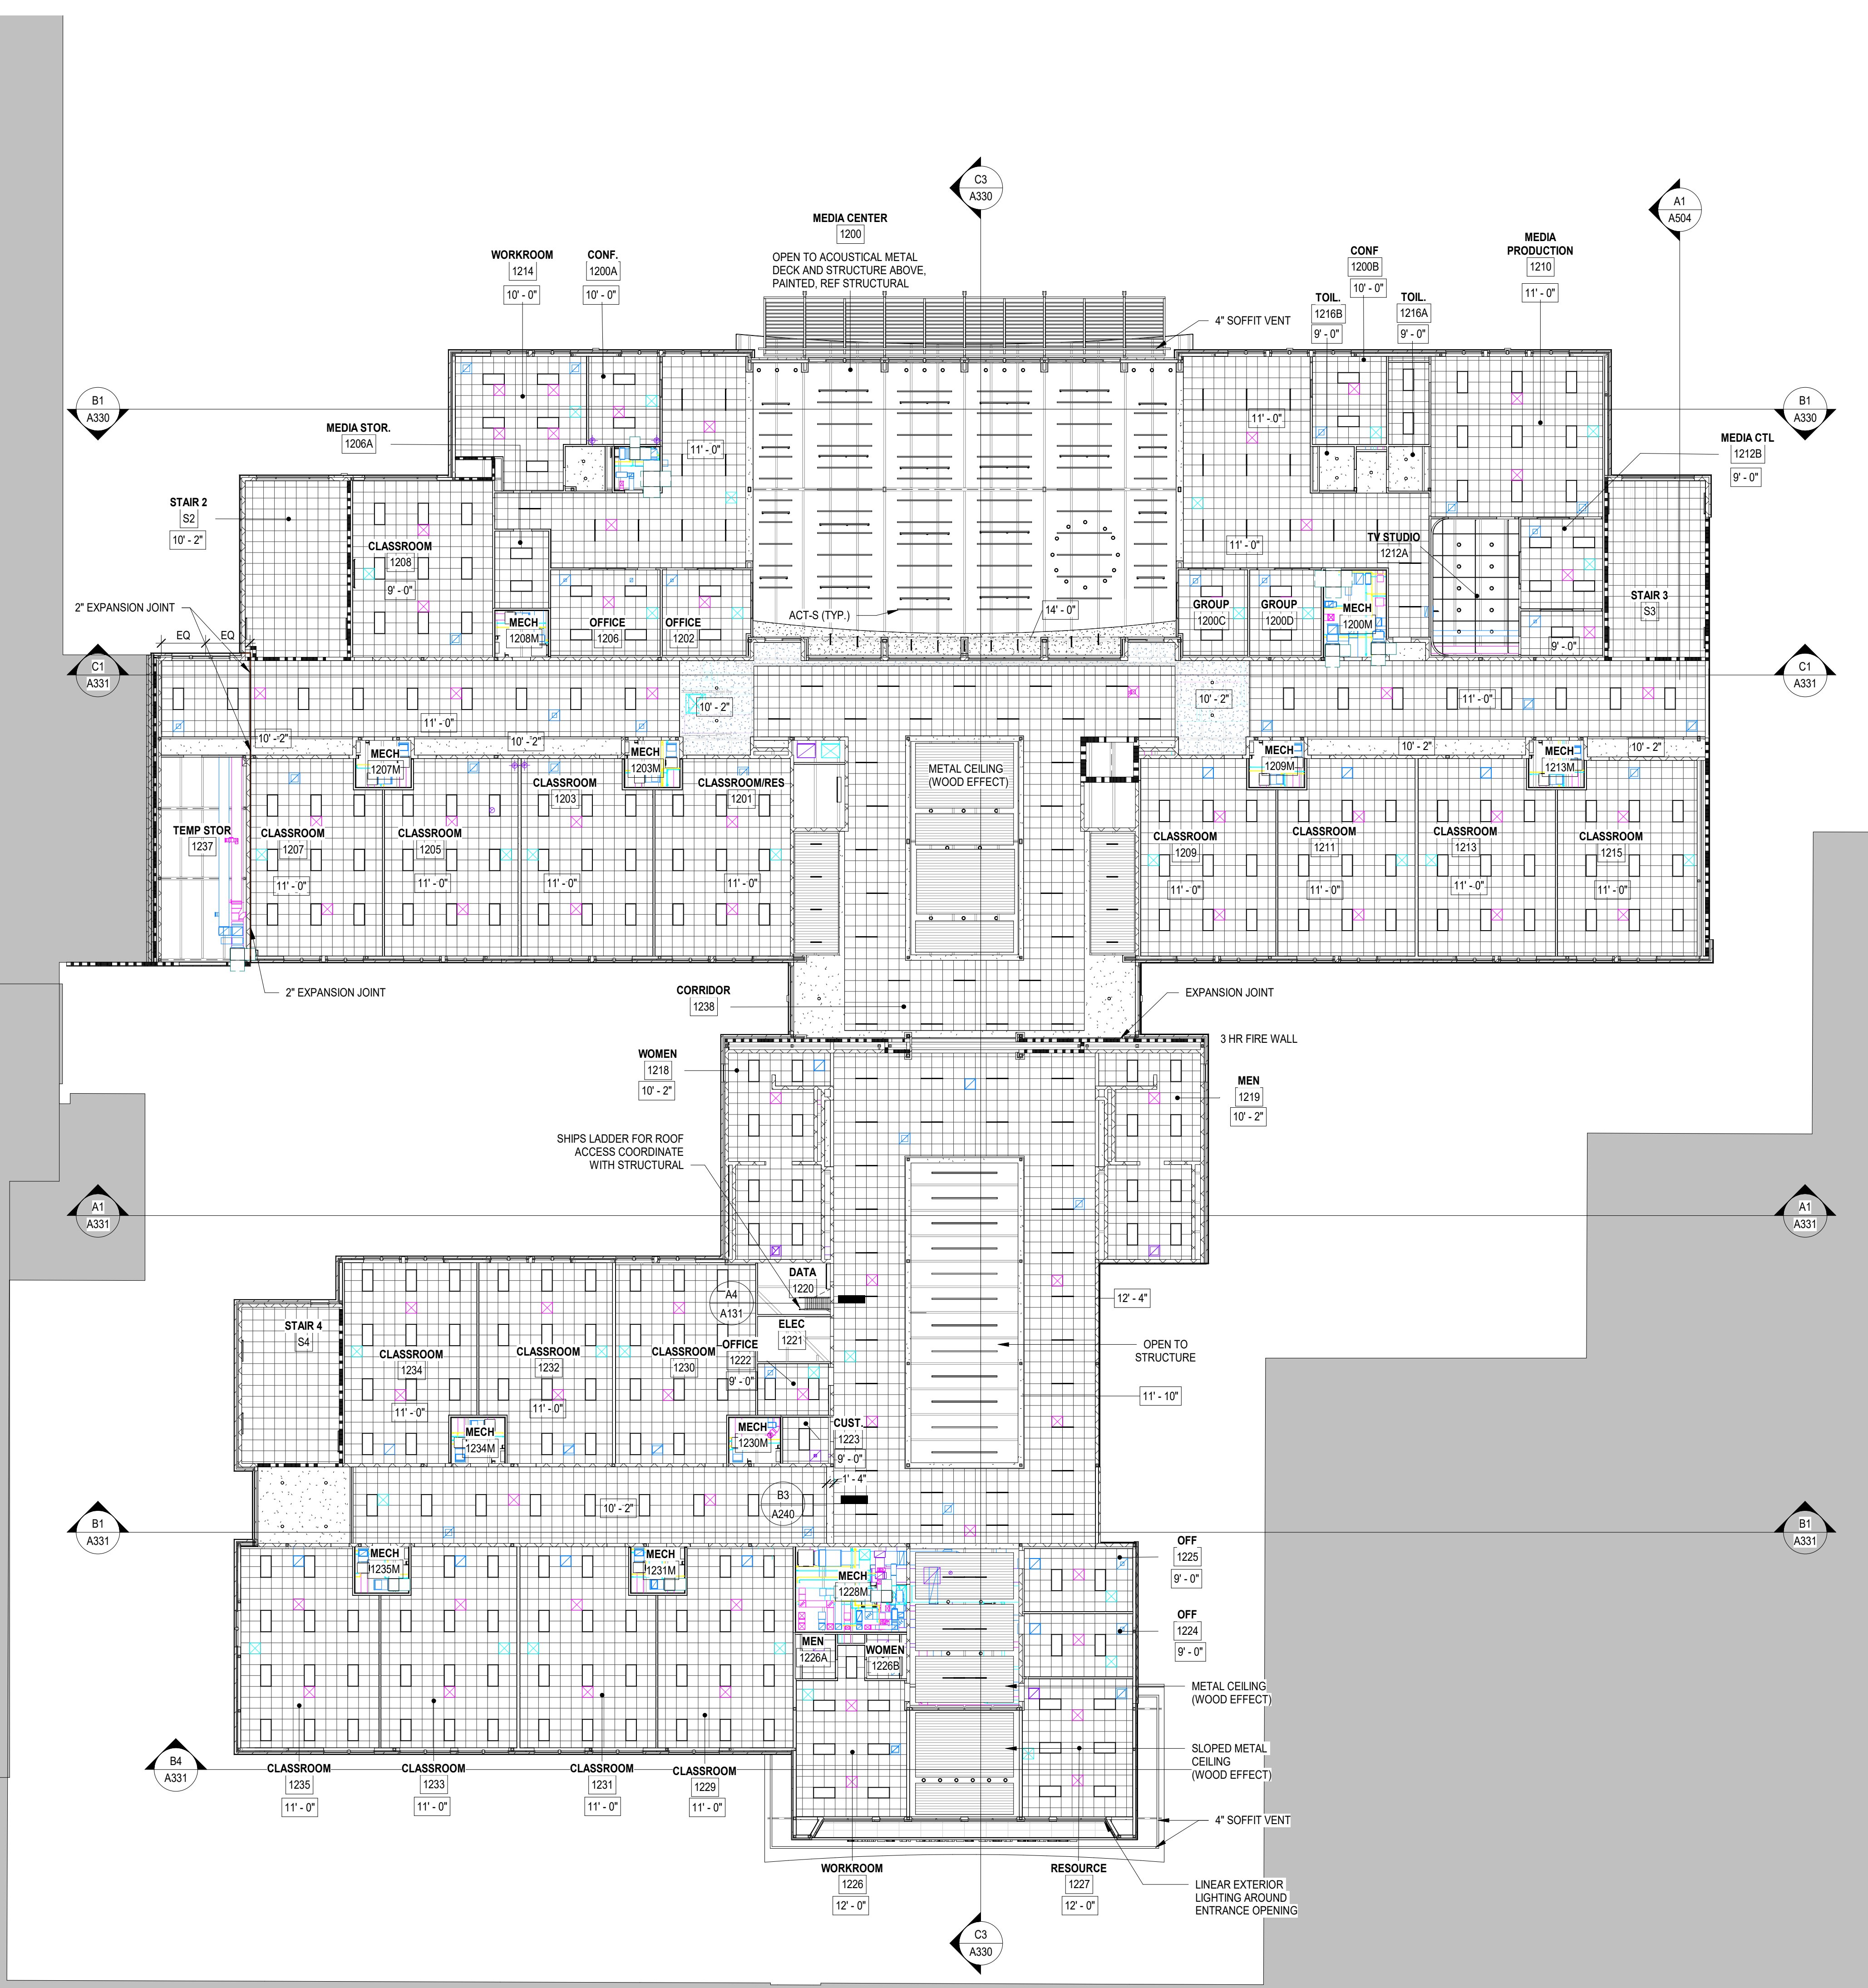 C3
A330
A1
A504
MEDIA CENTER
1200
OPEN TO ACOUSTICAL METAL
DECK AND STRUCTURE ABOVE,
PAINTED, REF STRUCTURAL
WORKROOM
1214
10' - 0"
CONF.
1200A
10' - 0"
CONF
1200B
10' - 0"
MEDIA
PRODUCTION
1210
11' - 0"
TOIL.
1216B
9' - 0"
TOIL.
1216A
9' - 0"
4" SOFFIT VENT
B1
A330
B1
A330
MEDIA STOR.
1206A
11' - 0"
11' - 0"
MEDIA CTL
1212B
9' - 0"
STAIR 2
S2
10' - 2"
CLASSROOM
1208
9' - 0"
11' - 0"
TV STUDIO
1212A
STAIR 3
S3
2" EXPANSION JOINT
EQ
EQ
MECH
1208M
OFFICE
1206
OFFICE
1202
ACT-S (TYP.)
14' - 0"
GROUP
1200C
GROUP
1200D
MECH
1200M
9' - 0"
C1
A331
C1
A331
11' - 0"
10' - 2"
10' - 2"
11' - 0"
10' - 2"
10' - 2"
10' - 2"
10' - 2"
MECH
1207M
MECH
1203M
MECH
1209M
MECH
1213M
METAL CEILING
(WOOD EFFECT)
TEMP STOR
1237
CLASSROOM
1207
11' - 0"
CLASSROOM
1205
11' - 0"
CLASSROOM
1203
11' - 0"
CLASSROOM/RES
1201
11' - 0"
CLASSROOM
1209
11' - 0"
CLASSROOM
1211
11' - 0"
CLASSROOM
1213
11' - 0"
CLASSROOM
1215
11' - 0"
2" EXPANSION JOINT
CORRIDOR
1238
EXPANSION JOINT
3 HR FIRE WALL
WOMEN
1218
10' - 2"
MEN
1219
10' - 2"
SHIPS LADDER FOR ROOF
ACCESS COORDINATE
WITH STRUCTURAL
A1
A331
A1
A331
DATA
1220
A4
A131
12' - 4"
STAIR 4
S4
ELEC
1221
CLASSROOM
1234
11' - 0"
CLASSROOM
1232
11' - 0"
CLASSROOM
1230
OFFICE
1222
9' - 0"
OPEN TO
STRUCTURE
11' - 10"
MECH
1234M
MECH
1230M
CUST.
1223
9' - 0"
1' - 4"
B3
A240
10' - 2"
B1
A331
B1
A331
OFF
1225
9' - 0"
MECH
1235M
MECH
1231M
MECH
1228M
OFF
1224
9' - 0"
MEN
1226A
WOMEN
1226B
METAL CEILING
(WOOD EFFECT)
SLOPED METAL
CEILING
(WOOD EFFECT)
B4
A331
CLASSROOM
1235
11' - 0"
CLASSROOM
1233
11' - 0"
CLASSROOM
1231
11' - 0"
CLASSROOM
1229
11' - 0"
4" SOFFIT VENT
WORKROOM
1226
12' - 0"
RESOURCE
1227
12' - 0"
LINEAR EXTERIOR
LIGHTING AROUND
ENTRANCE OPENING
C3
A330